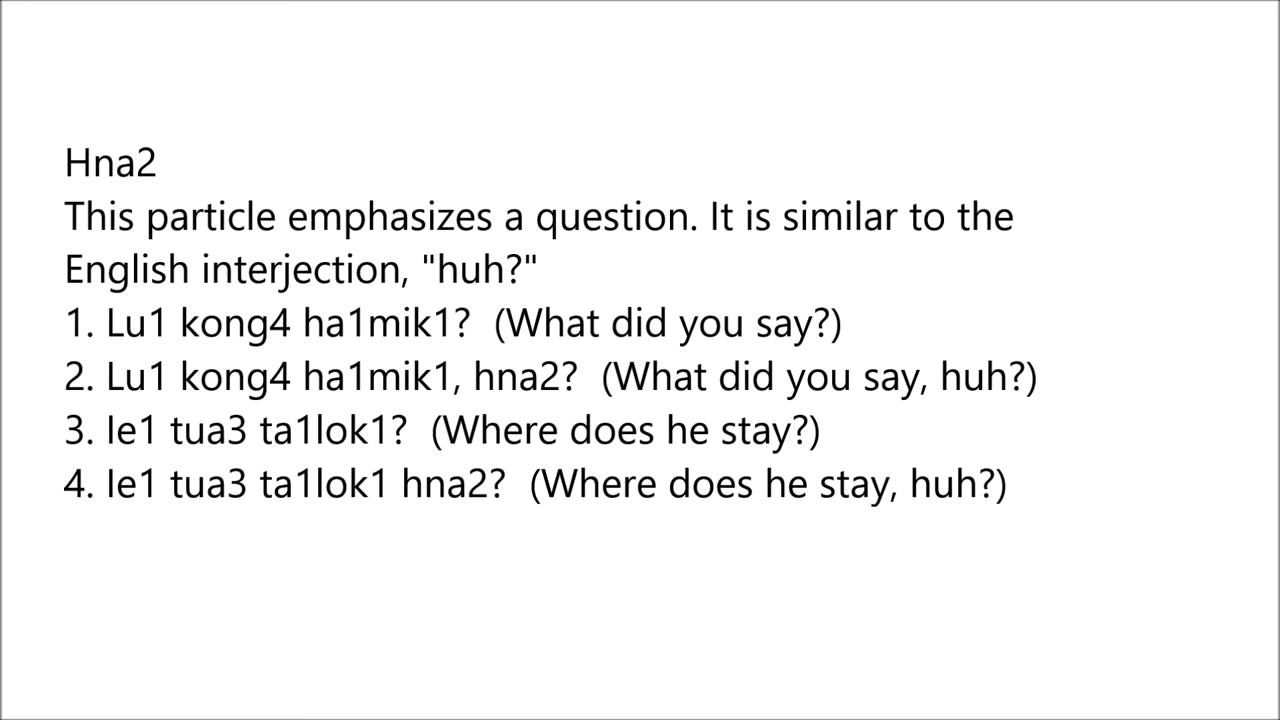 Hna2
This particle emphasizes a question. It is similar to the
English interjection, "huh?"
1. Lu1 kong4 ha1mik1?  (What did you say?)
2. Lu1 kong4 ha1mik1, hna2?  (What did you say, huh?)
3. Ie1 tua3 ta1lok1?  (Where does he stay?)
4. Ie1 tua3 ta1lok1 hna2?  (Where does he stay, huh?)